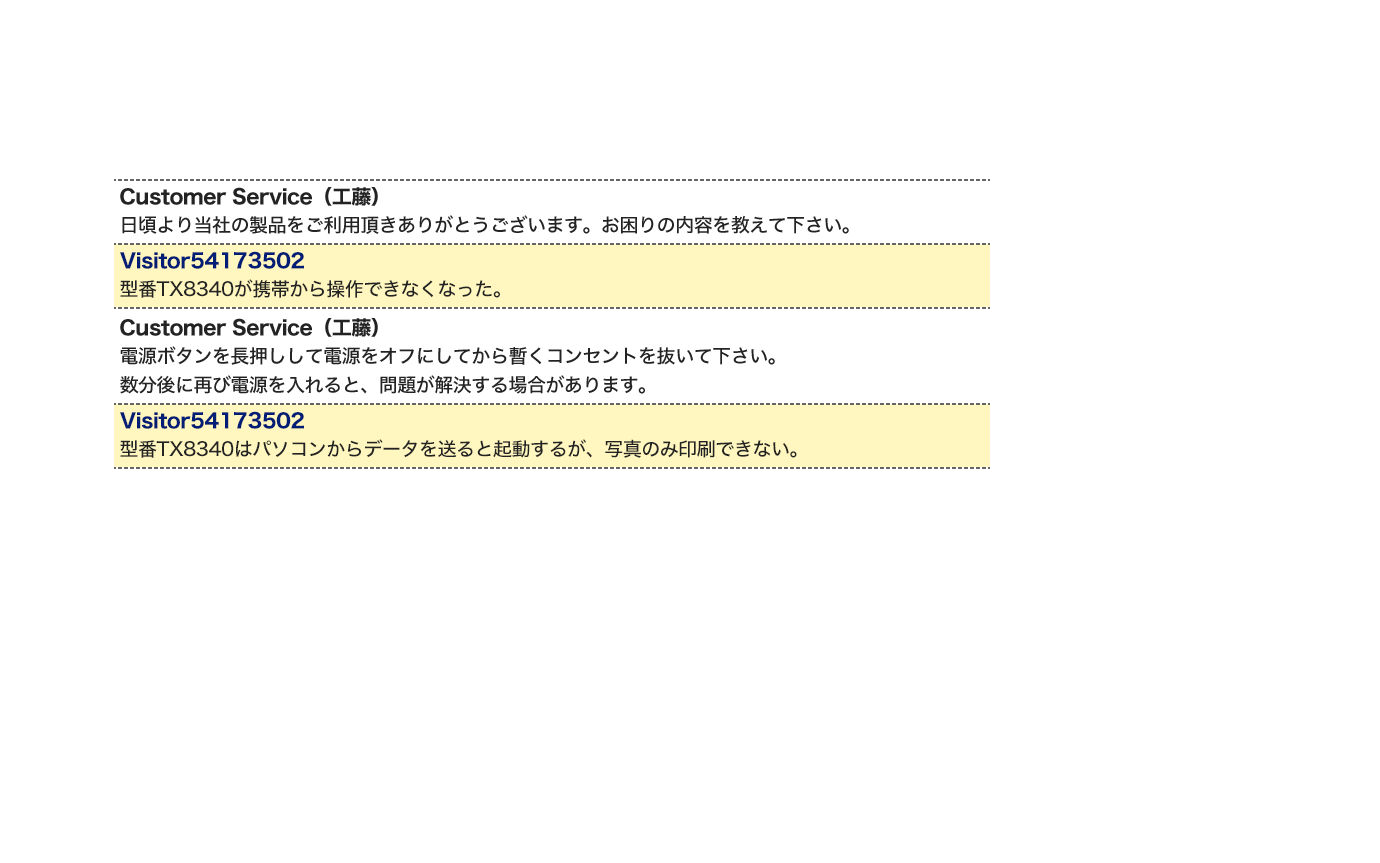 Customer Service（工藤）
日頃より当社の製品をご利用頂きありがとうございます。お困りの内容を教えて下さい。
Visitor54173502
型番TX8340が携帯から操作できなくなった。
Customer Service（工藤）
電源ボタンを長押しして電源をオフにしてから暫くコンセントを抜いて下さい。
数分後に再び電源を入れると、問題が解決する場合があります。
Visitor54173502
型番TX8340はパソコンからデータを送ると起動するが、写真のみ印刷できない。